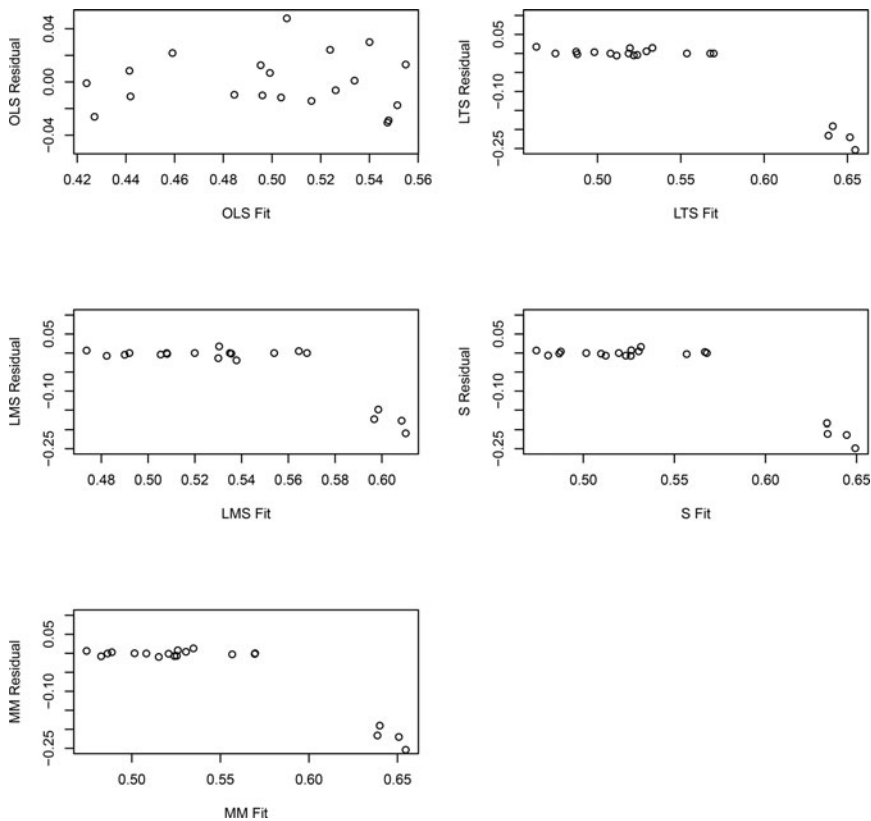 OLS Residual
−0.04 0.00 0.04
0.42 0.44 0.46 0.48 0.50 0.52 0.54 0.56
OLS Fit
LTS Residual
−0.25 −0.10 0.05
0.50 0.55 0.60 0.65
LTS Fit
LMS Residual
−0.25 −0.10 0.05
0.48 0.50 0.52 0.54 0.56 0.58 0.60
LMS Fit
S Residual
−0.25 −0.10 0.05
0.50 0.55 0.60 0.65
S Fit
MM Residual
−0.25 −0.10 0.05
0.50 0.55 0.60 0.65
MM Fit